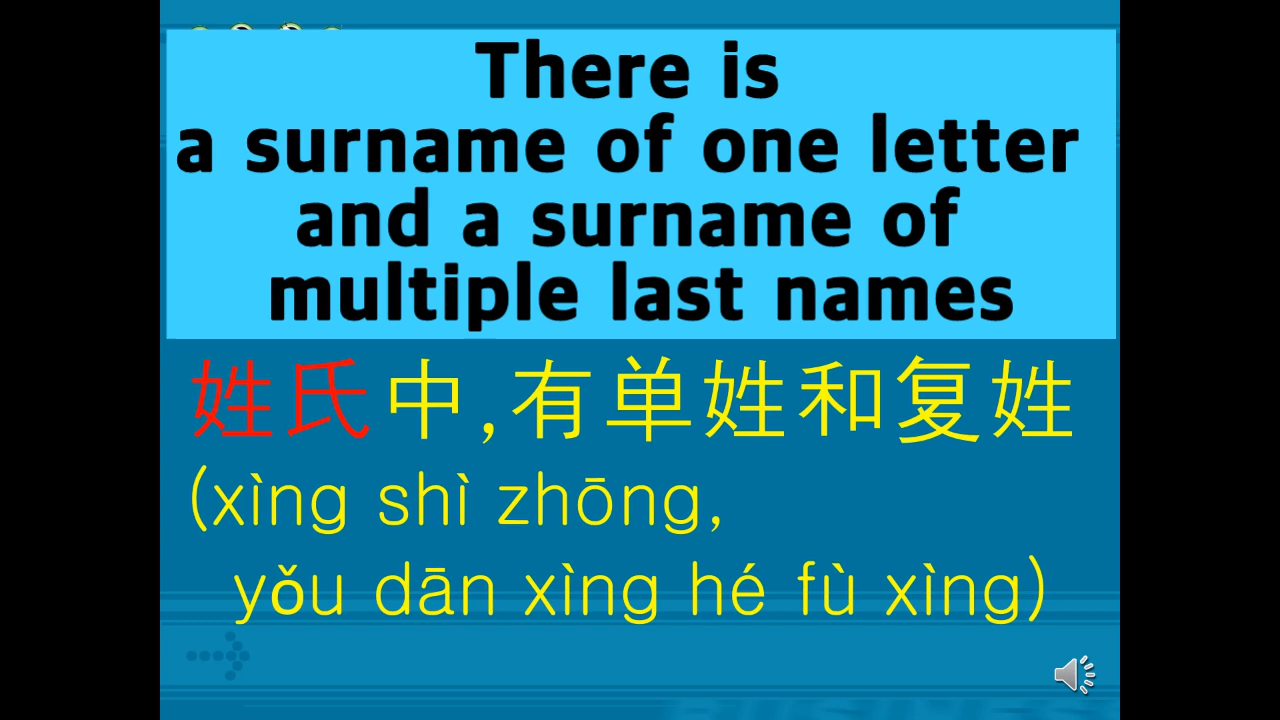 There is
a surname of one letter
and a surname of
multiple last names
姓氏中,有单姓和复姓
(xìng shì zhōng,
yǒu dān xìng hé fù xìng)